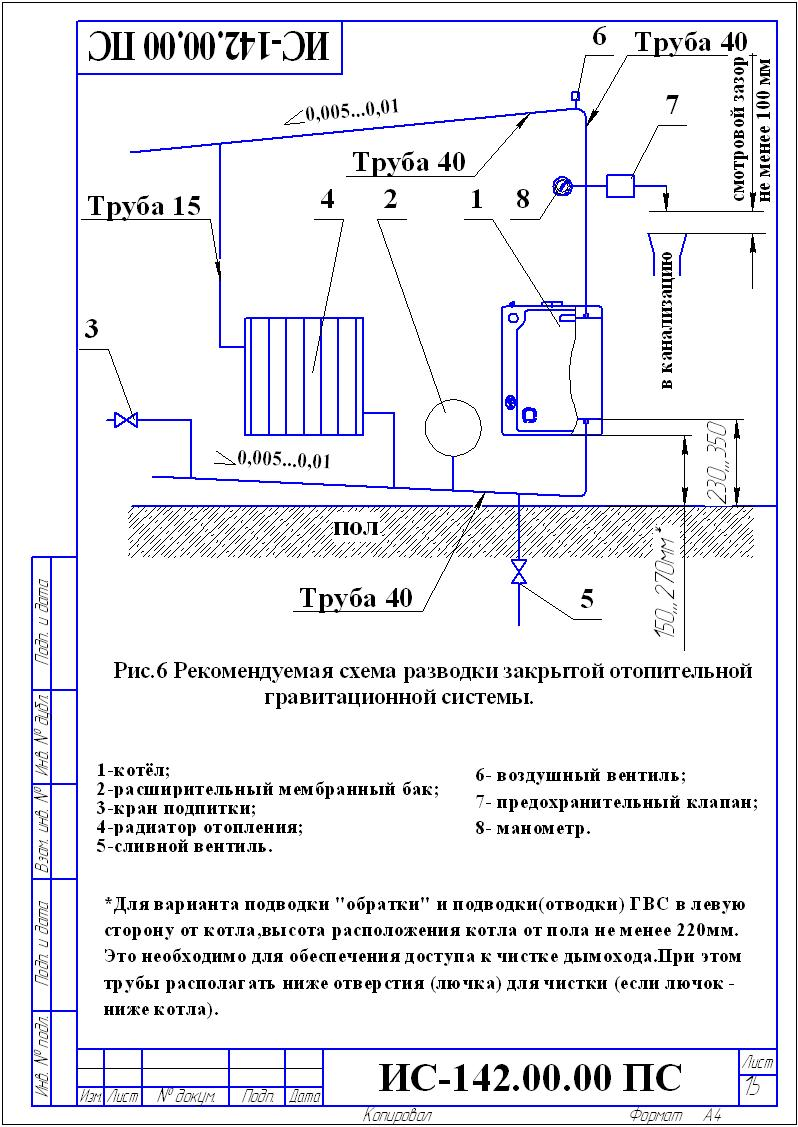 ИС-142.00.00 ПС
6
Труба 40
7
смотровой зазор
не менее 100 мм
0,005...0,01
Труба 40
Труба 15
4
2
1
8
в канализацию
3
0,005...0,01
230,,,350
пол
150,,,270мм*
Труба 40
5
Рис.6 Рекомендуемая схема разводки закрытой отопительной
гравитационной системы.
1-котёл;
2-расширительный мембранный бак;
3-кран подпитки;
4-радиатор отопления;
5-сливной вентиль.
6- воздушный вентиль;
7- предохранительный клапан;
8- манометр.
*Для варианта подводки "обратки" и подводки(отводки) ГВС в левую
сторону от котла,высота расположения котла от пола не менее 220мм.
Это необходимо для обеспечения доступа к чистке дымохода.При этом
трубы располагать ниже отверстия (лючка) для чистки (если лючок -
ниже котла).
Подп. и дата
Инв. № дубл.
Взам. инв. №
Подп. и дата
Инв. № подл.
Изм.
Лист
№ докум.
Подп.
Дата
ИС-142.00.00 ПС
Лист
15
Копировал
Формат А4